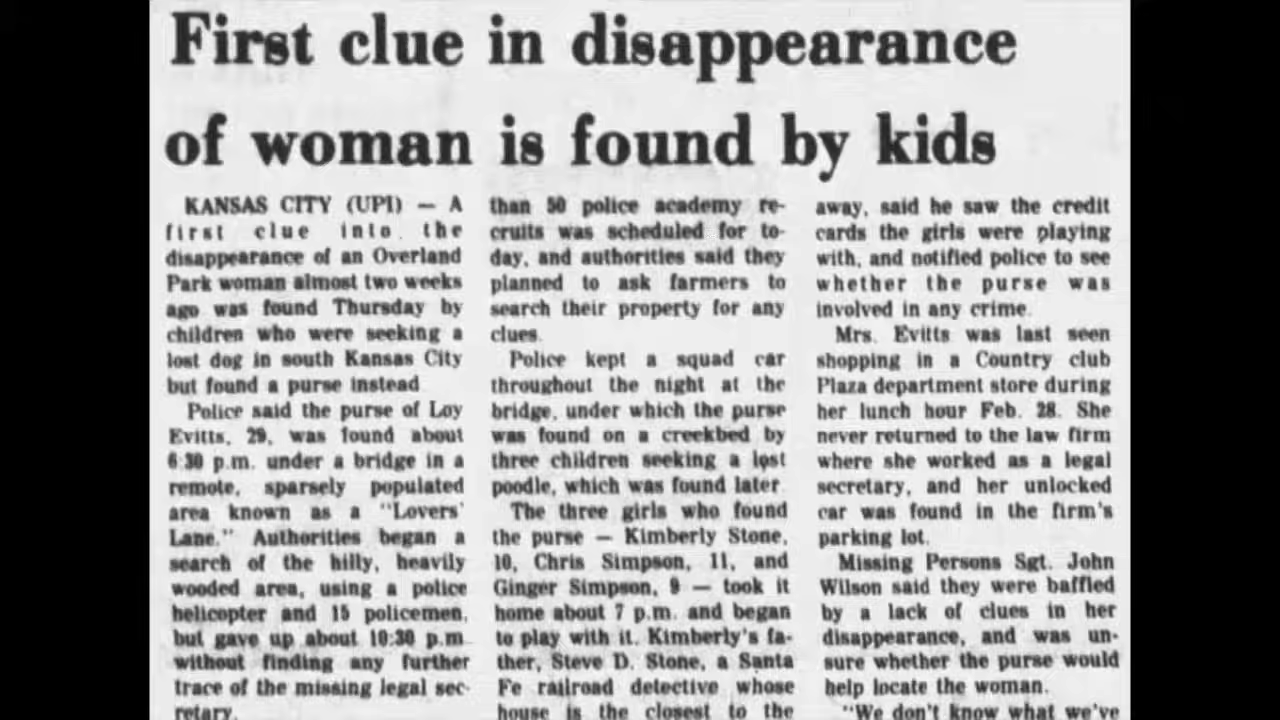 First clue in disappearance
of woman is found by kids
KANSAS CITY (UPI) — A
first clue into the
disappearance of an Overland
Park woman almost two weeks
ago was found Thursday by
children who were seeking a
lost dog in south Kansas City
but found a purse instead
Police said the purse of Loy
Evitts, 29, was found about
6:30 p.m. under a bridge in a
remote, sparsely populated
area known as a "Lovers'
Lane." Authorities began a
search of the hilly, heavily
wooded area, using a police
helicopter and 15 policemen,
but gave up about 10:30 p.m
without finding any further
trace of the missing legal sec-
retary.
than 50 police academy re-
cruits was scheduled for to-
day, and authorities said they
planned to ask farmers to
search their property for any
clues.
Police kept a squad car
throughout the night at the
bridge, under which the purse
was found on a creekbed by
three children seeking a lost
poodle, which was found later
The three girls who found
the purse — Kimberly Stone,
10, Chris Simpson, 11, and
Ginger Simpson, 9 — took it
home about 7 p.m. and began
to play with it. Kimberly's fa-
ther, Steve D. Stone, a Santa
Fe railroad detective whose
house is the closest to the
away, said he saw the credit
cards the girls were playing
with, and notified police to see
whether the purse was
involved in any crime.
Mrs. Evitts was last seen
shopping in a Country club
Plaza department store during
her lunch hour Feb. 28. She
never returned to the law firm
where she worked as a legal
secretary, and her unlocked
car was found in the firm's
parking lot.
Missing Persons Sgt. John
Wilson said they were baffled
by a lack of clues in her
disappearance, and was un-
sure whether the purse would
help locate the woman.
"We don't know what we've